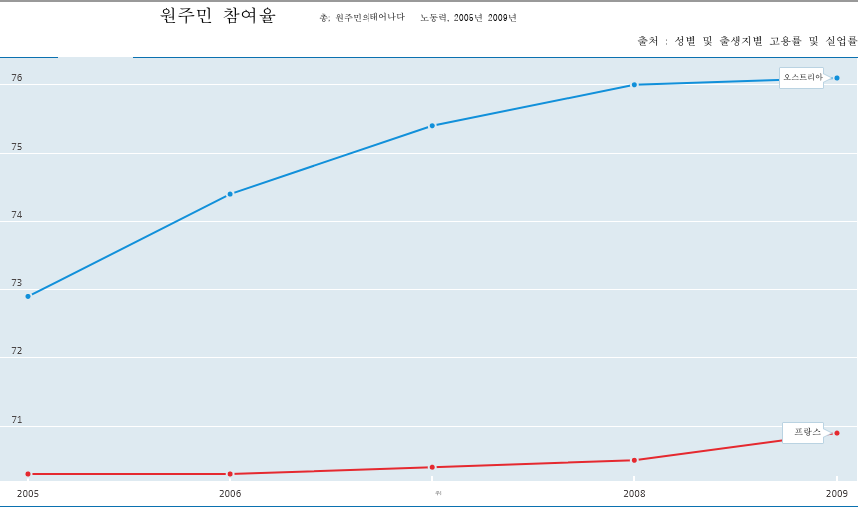 원주민 참여율 총; 원주민의태어나다 노동력, 2005년 2009년
출처 : 성별 및 출생지별 고용률 및 실업률
76
오스트리아
75
74
73
72
71
프랑스
2005 2006 2008 2009